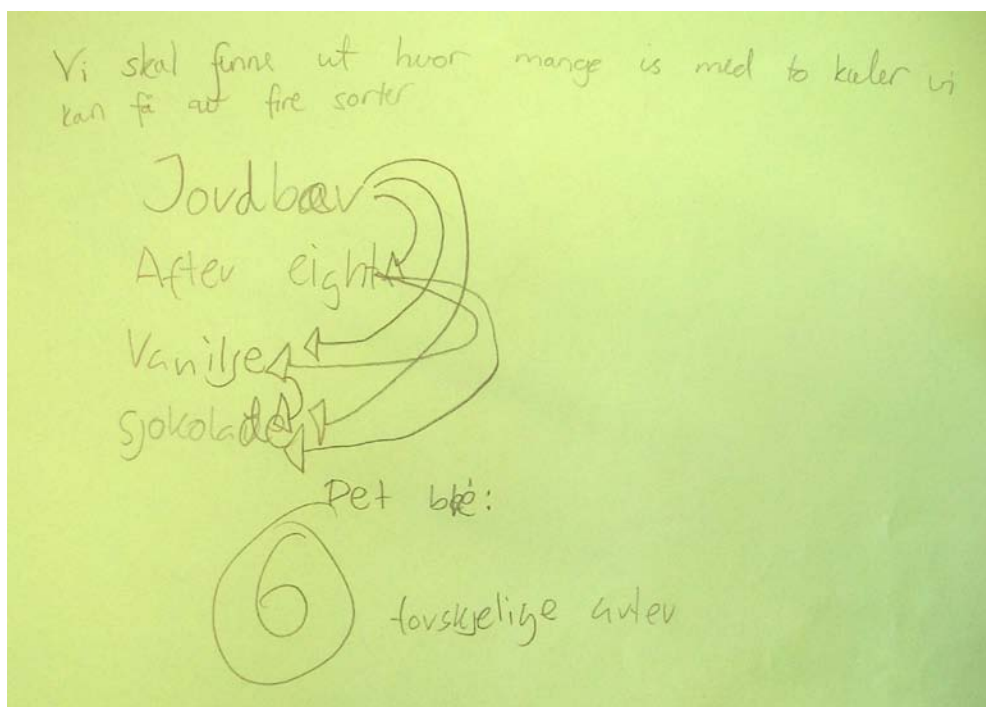 Vi skal finne ut hvor mange is med to kuler vi
kan få av fire sorter
Jordbær
After eight
Vanilje
Sjokolade
Det ble:
6
forskjelige arter